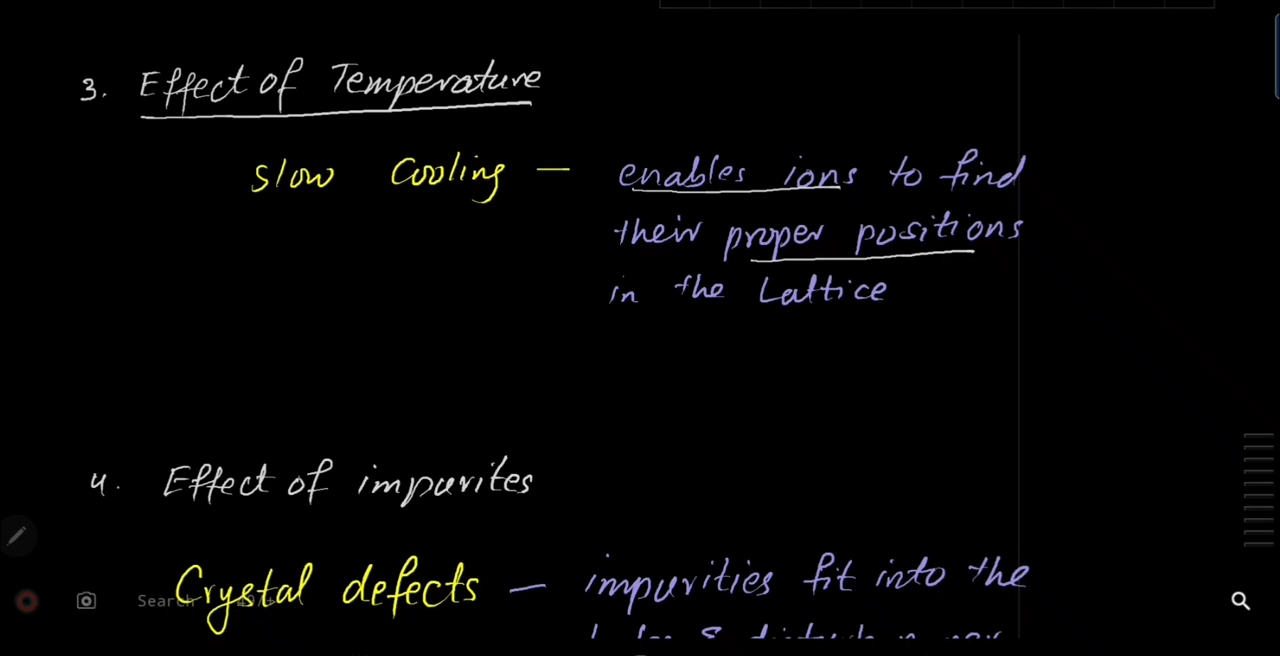 3. Effect of Temperature
slow cooling — enables ions to find
their proper positions
in the Lattice
4. Effect of impurites
Crystal defects — impurities fit into the
Search